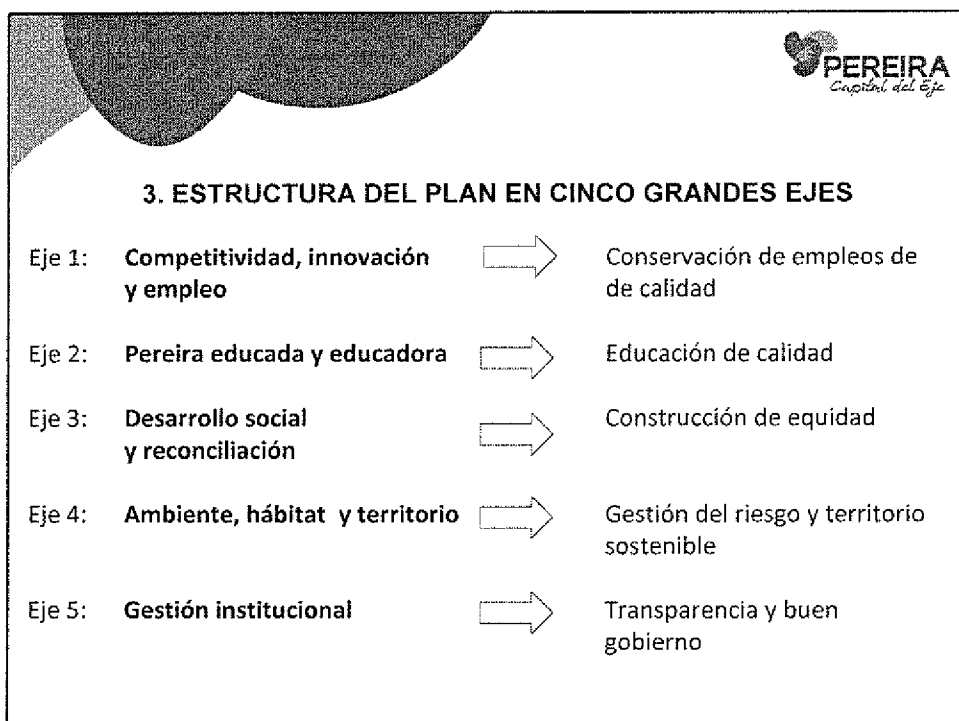 PEREIRA
Capital del Eje
3. ESTRUCTURA DEL PLAN EN CINCO GRANDES EJES
Eje 1: Competitividad, innovación Conservación de empleos de
y empleo de calidad
Eje 2: Pereira educada y educadora Educación de calidad
Eje 3: Desarrollo social Construcción de equidad
y reconciliación
Eje 4: Ambiente, hábitat y territorio Gestión del riesgo y territorio
sostenible
Eje 5: Gestión institucional Transparencia y buen
gobierno